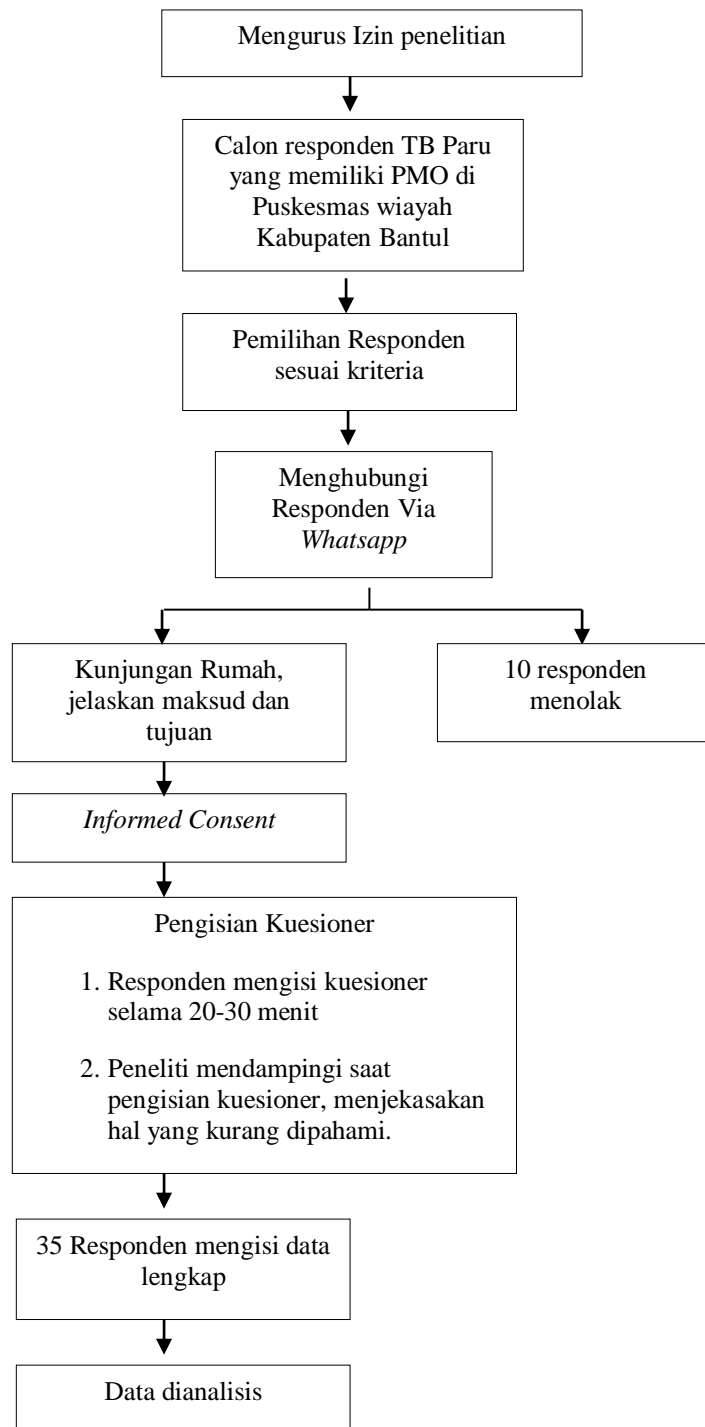 Mengurus Izin penelitian
Calon responden TB Paru
yang memiliki PMO di
Puskesmas wiayah
Kabupaten Bantul
Pemilihan Responden
sesuai kriteria
Menghubungi
Responden Via
Whatsapp
Kunjungan Rumah,
jelaskan maksud dan
tujuan
10 responden
menolak
Informed Consent
Pengisian Kuesioner
1. Responden mengisi kuesioner
selama 20-30 menit
2. Peneliti mendampingi saat
pengisian kuesioner, menjekasakan
hal yang kurang dipahami.
35 Responden mengisi data
lengkap
Data dianalisis